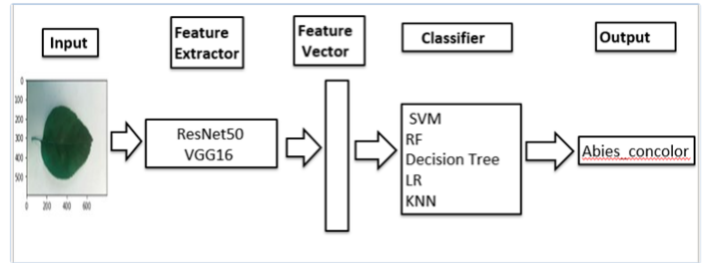 Input
Feature
Extractor
Feature
Vector
Classifier
Output
0
100
200
300
400
500
0 200 400 600
ResNet50
VGG16
SVM
RF
Decision Tree
LR
KNN
Abies_concolor